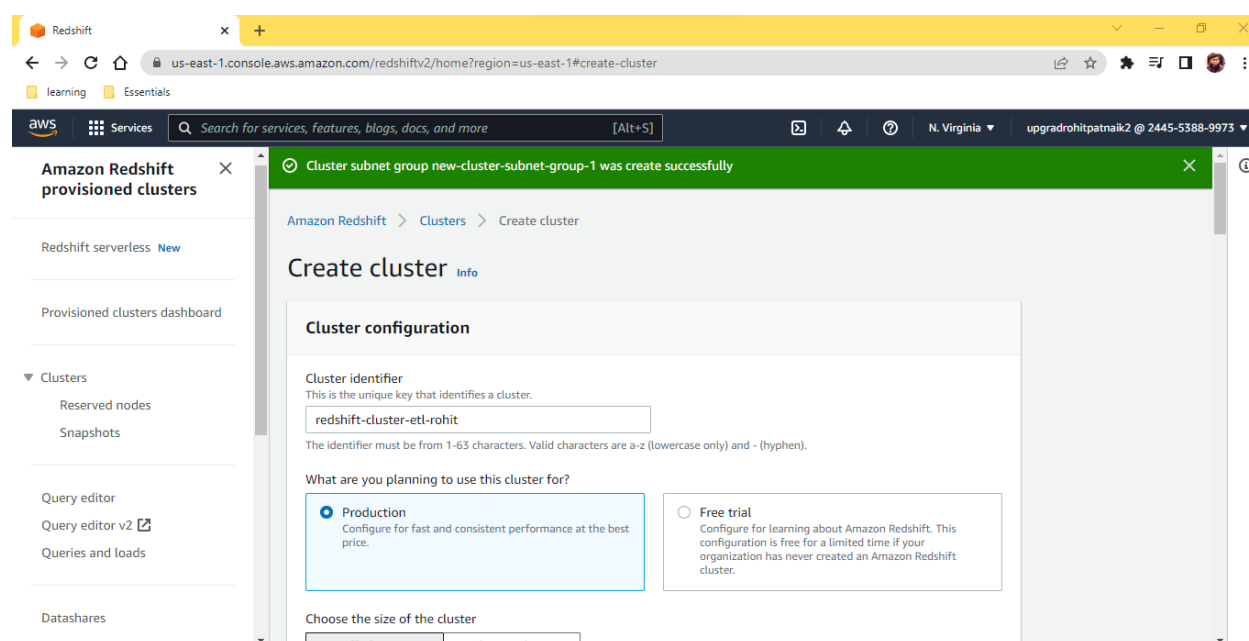 Redshift
us-east-1.console.aws.amazon.com/redshiftv2/home?region=us-east-1#create-cluster
learning Essentials
aws Services Search for services, features, blogs, docs, and more [Alt+S] N. Virginia upgradrohitpatnaik2 @ 2445-5388-9973
Amazon Redshift
provisioned clusters
Redshift serverless New
Provisioned clusters dashboard
Clusters
Reserved nodes
Snapshots
Query editor
Query editor v2
Queries and loads
Datashares
Cluster subnet group new-cluster-subnet-group-1 was create successfully
Amazon Redshift > Clusters > Create cluster
Create cluster Info
Cluster configuration
Cluster identifier
This is the unique key that identifies a cluster.
redshift-cluster-etl-rohit
The identifier must be from 1-63 characters. Valid characters are a-z (lowercase only) and - (hyphen).
What are you planning to use this cluster for?
Production
Configure for fast and consistent performance at the best
price.
Free trial
Configure for learning about Amazon Redshift. This
configuration is free for a limited time if your
organization has never created an Amazon Redshift
cluster.
Choose the size of the cluster